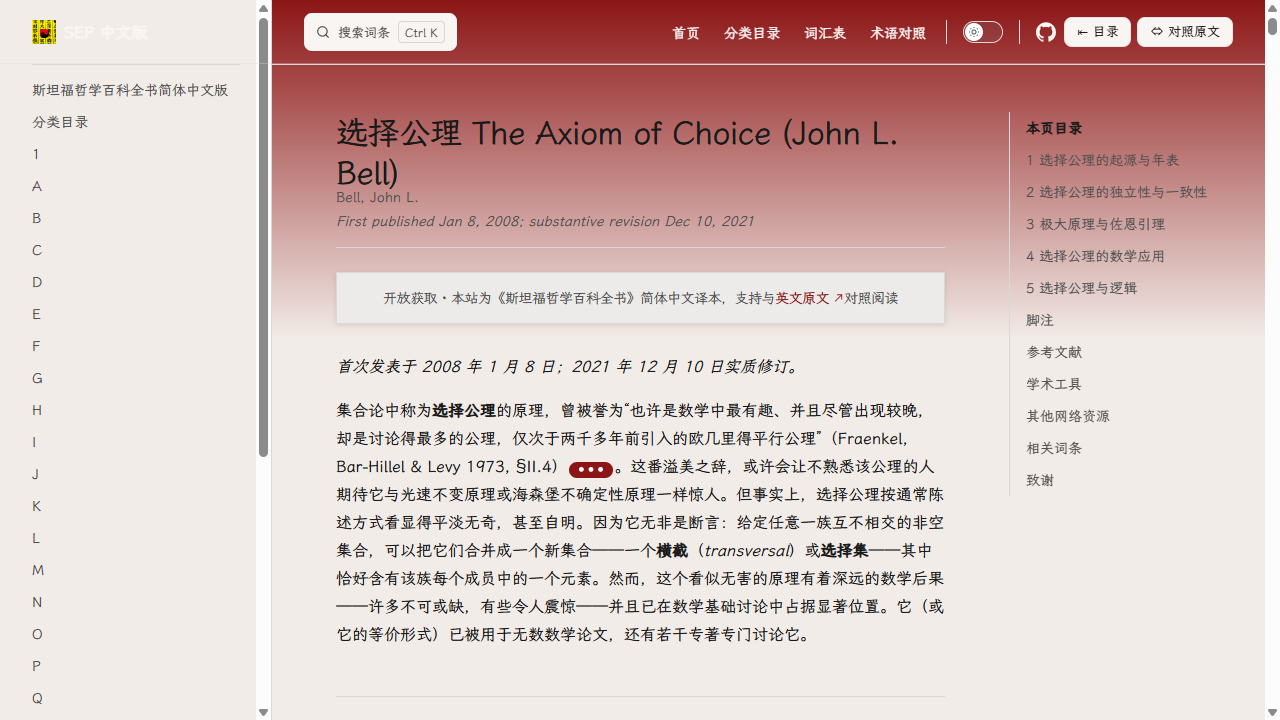 SEP 中文版
搜索词条 Ctrl K
首页 分类目录 词汇表 术语对照
⇤ 目录
⇔ 对照原文
斯坦福哲学百科全书简体中文版
分类目录
1
A
B
C
D
E
F
G
H
I
J
K
L
M
N
O
P
Q
选择公理 The Axiom of Choice (John L.
Bell)
Bell, John L.
First published Jan 8, 2008; substantive revision Dec 10, 2021
开放获取・本站为《斯坦福哲学百科全书》简体中文译本，支持与英文原文 ↗对照阅读
首次发表于 2008 年 1 月 8 日；2021 年 12 月 10 日实质修订。
集合论中称为选择公理的原理，曾被誉为“也许是数学中最有趣、并且尽管出现较晚，
却是讨论得最多的公理，仅次于两千多年前引入的欧几里得平行公理”（Fraenkel,
Bar-Hillel & Levy 1973, §II.4）●●●。这番溢美之辞，或许会让不熟悉该公理的人
期待它与光速不变原理或海森堡不确定性原理一样惊人。但事实上，选择公理按通常陈
述方式看显得平淡无奇，甚至自明。因为它无非是断言：给定任意一族互不相交的非空
集合，可以把它们合并成一个新集合——一个横截（transversal）或选择集——其中
恰好含有该族每个成员中的一个元素。然而，这个看似无害的原理有着深远的数学后果
——许多不可或缺，有些令人震惊——并且已在数学基础讨论中占据显著位置。它（或
它的等价形式）已被用于无数数学论文，还有若干专著专门讨论它。
本页目录
1 选择公理的起源与年表
2 选择公理的独立性与一致性
3 极大原理与佐恩引理
4 选择公理的数学应用
5 选择公理与逻辑
脚注
参考文献
学术工具
其他网络资源
相关词条
致谢